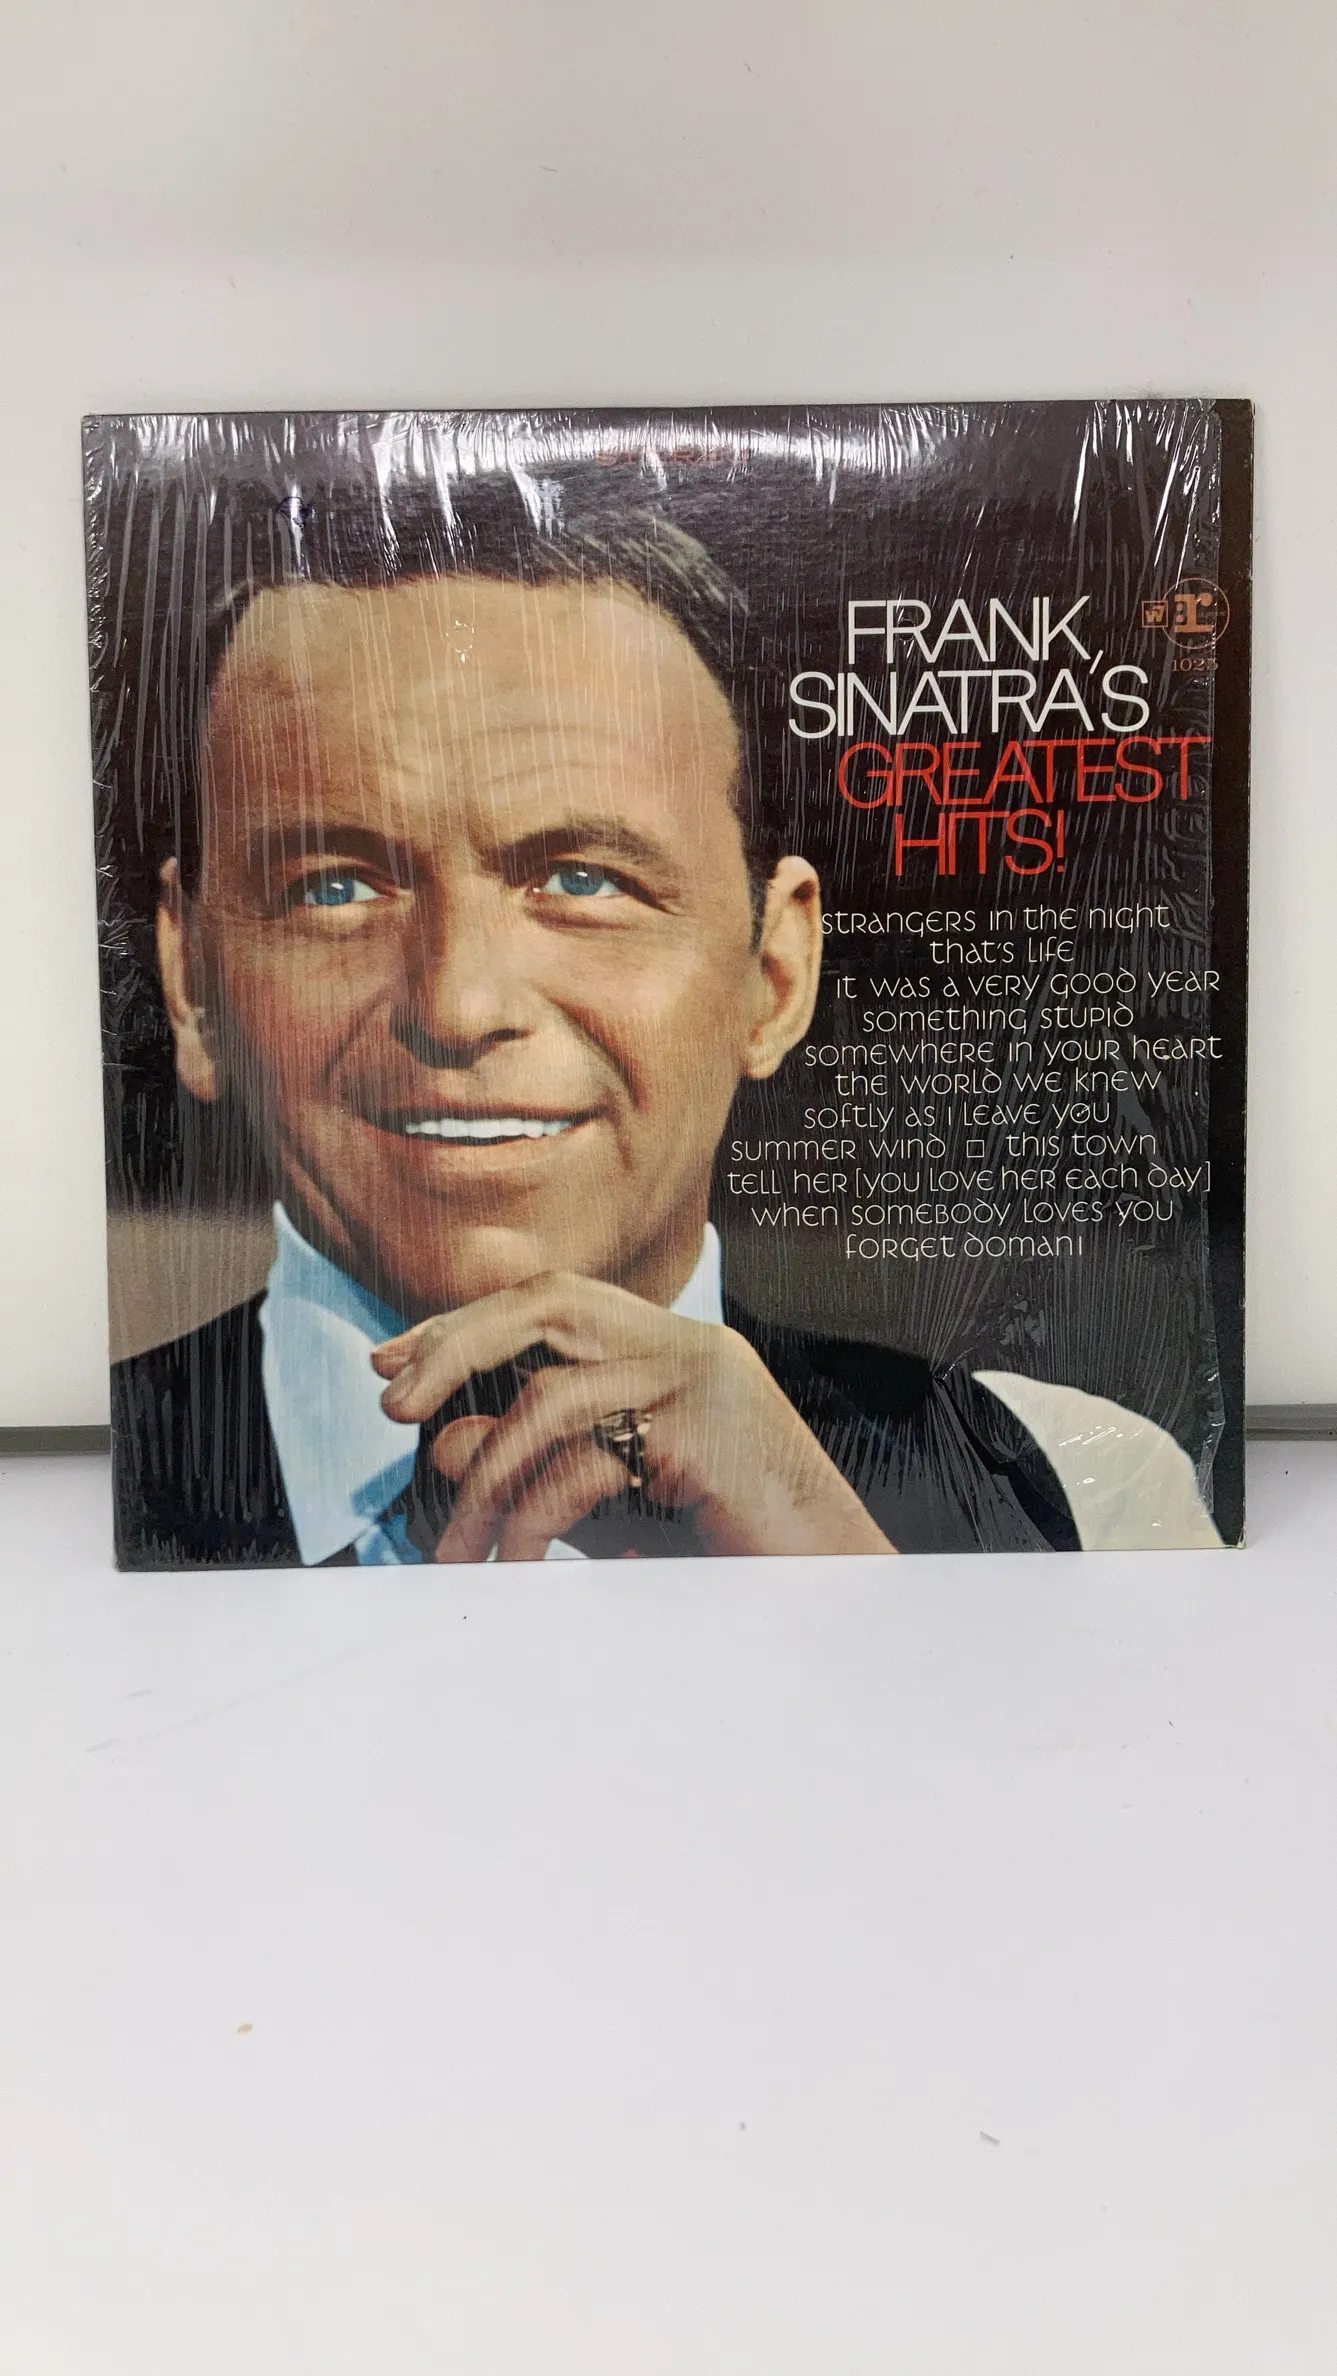 STEREO
FRANK
SINATRA'S
GREATEST
HITS!
W
B r
1025
strangers in the night
that's life
it was a very good year
something stupid
somewhere in your heart
the world we knew
softly as i leave you
summer wind □ this town
tell her [you love her each day]
when somebody loves you
forget domani